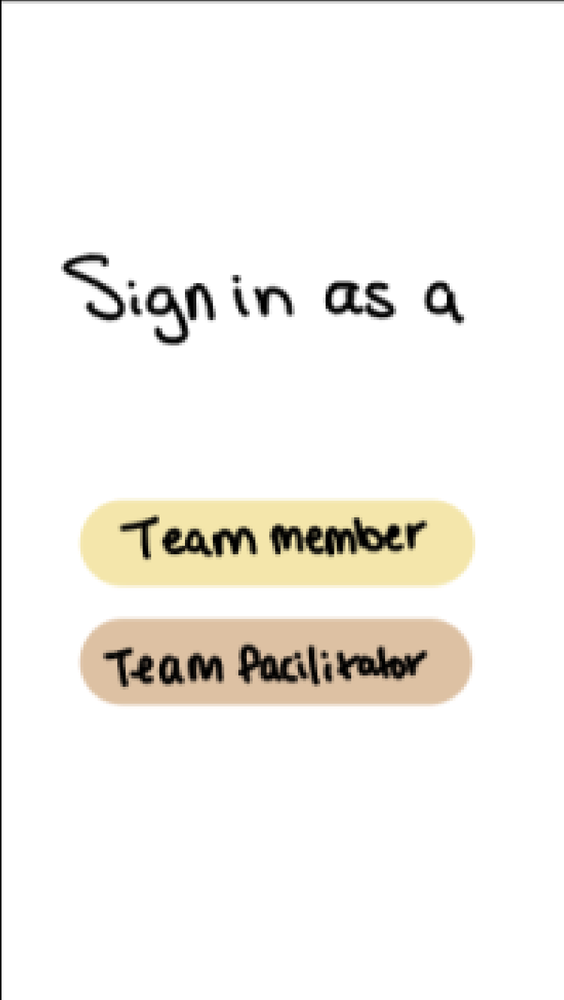 Sign in as a
Team member
Team facilitator